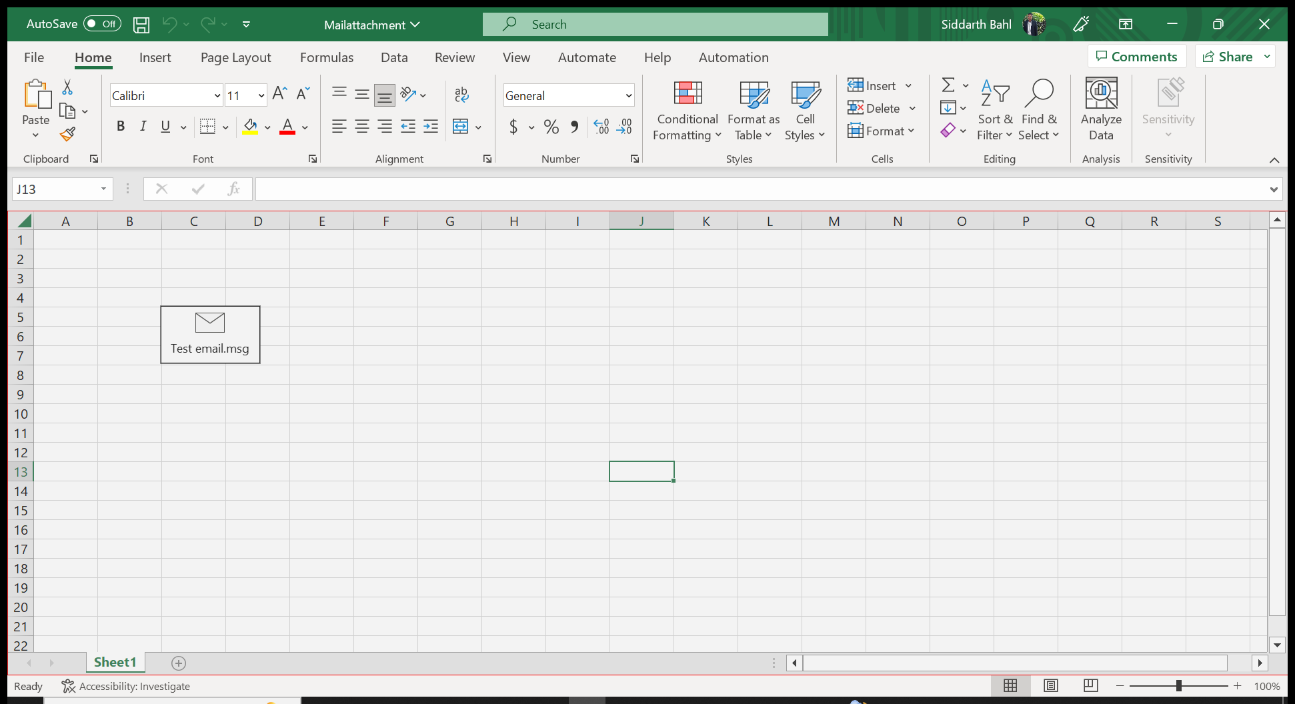 AutoSave Off Mailattachment Search Siddarth Bahl
File Home Insert Page Layout Formulas Data Review View Automate Help Automation Comments Share
Calibri 11 A A ab General Insert Σ A Z
Paste Conditional Formatting Format as Table Cell Styles Delete Sort & Filter Find & Select Analyze Data Sensitivity
B I U A $ % 9 .00 .00 Format
Clipboard Font Alignment Number Styles Cells Editing Analysis Sensitivity
J13 fx
A B C D E F G H I J K L M N O P Q R S
1
2
3
4
5
6
Test email.msg
7
8
9
10
11
12
13
14
15
16
17
18
19
20
21
22
Sheet1
Ready Accessibility: Investigate 100%